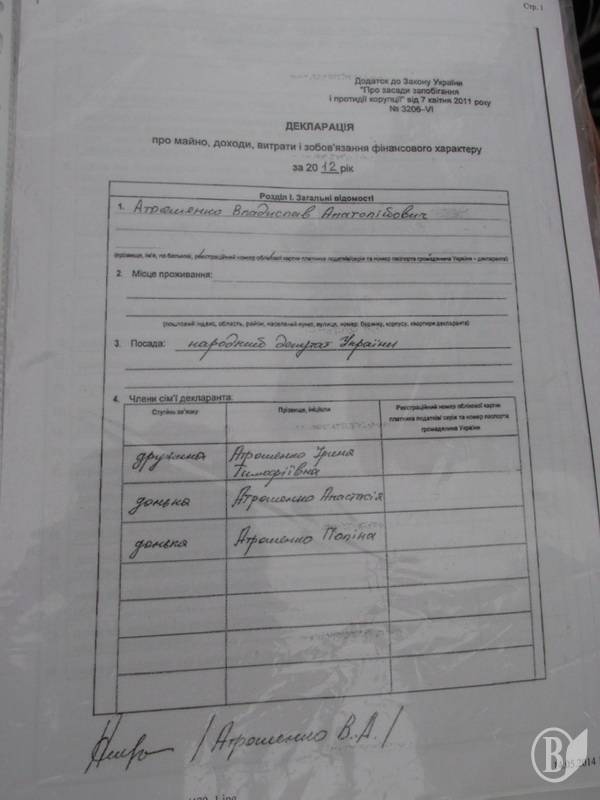 Стр. 1
Додаток до Закону України
"Про засади запобігання
і протидії корупції" від 7 квітня 2011 року
№ 3206–VI
ДЕКЛАРАЦІЯ
про майно, доходи, витрати і зобов'язання фінансового характеру
за 2012 рік
Розділ І. Загальні відомості
1. Атрошенко Владислав Анатолійович
(прізвище, ім'я, по батькові, реєстраційний номер облікової картки платника податків/серія та номер паспорта громадянина України - декларанта)
2. Місце проживання:
(поштовий індекс, область, район, населений пункт, вулиця, номер: будинку, корпусу, квартири декларанта)
3. Посада: народний депутат України
4. Члени сім'ї декларанта:
Ступінь зв'язку Прізвище, ініціали Реєстраційний номер облікової картки
платника податків/ серія та номер паспорта
громадянина України
дружина Атрошенко Ірина
Тимофіївна
донька Атрошенко Анастасія
донька Атрошенко Поліна
/Атрошенко В.А./
В
.05.2014